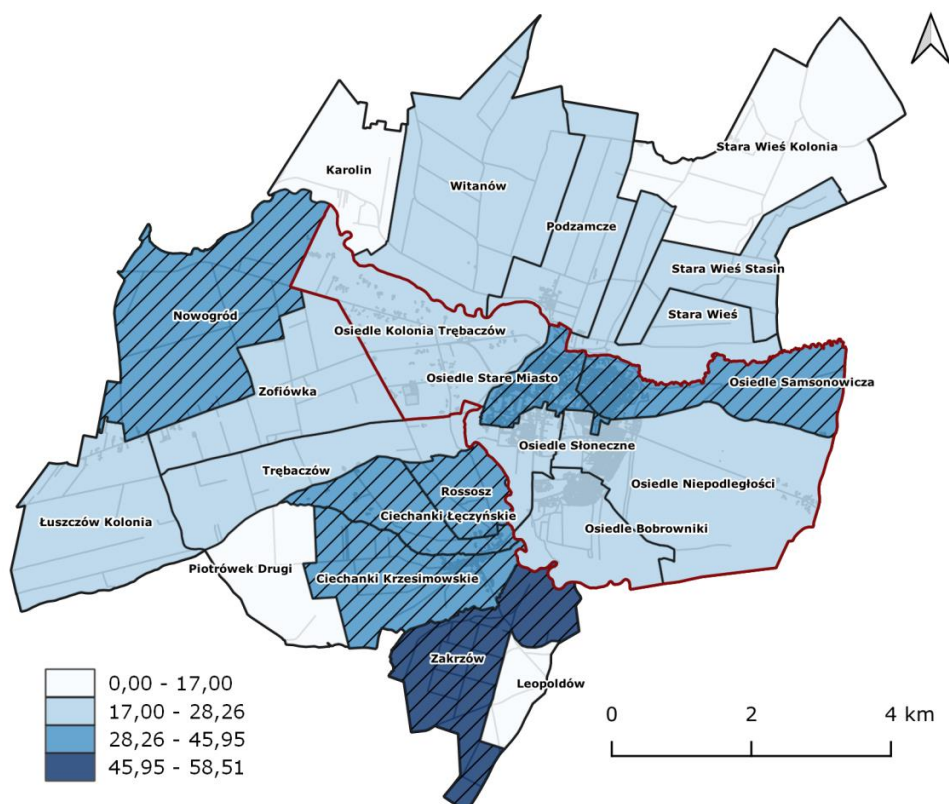 Stara Wieś Kolonia
Karolin
Witanów
Podzamcze
Stara Wieś Stasin
Nowogród
Stara Wieś
Osiedle Kolonia Trębaczów
Osiedle Stare Miasto
Osiedle Samsonowicza
Zofiówka
Osiedle Słoneczne
Trębaczów
Rossosz
Osiedle Niepodległości
Łuszczów Kolonia
Ciechanki Łęczyńskie
Osiedle Bobrowniki
Piotrówek Drugi
Ciechanki Krzesimowskie
Zakrzów
Leopoldów
0,00 - 17,00
17,00 - 28,26
28,26 - 45,95
45,95 - 58,51
0 2 4 km